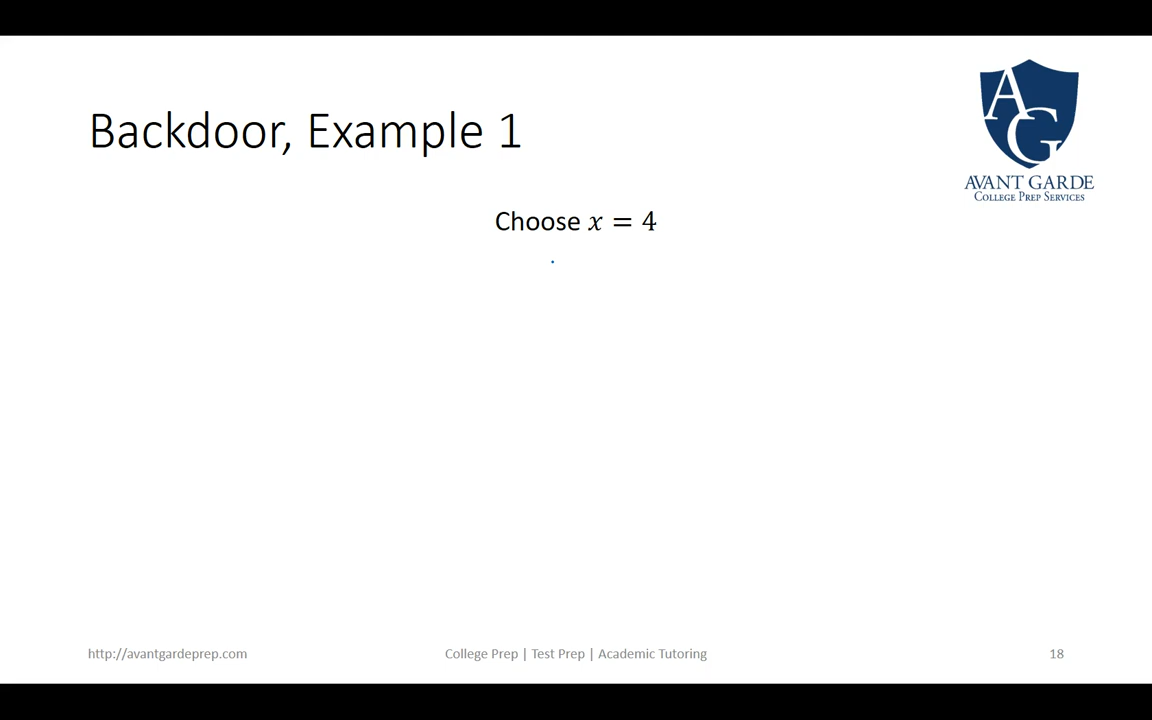 Backdoor, Example 1
AG
AVANT GARDE
COLLEGE PREP SERVICES
Choose x = 4
http://avantgardeprep.com
College Prep | Test Prep | Academic Tutoring
18